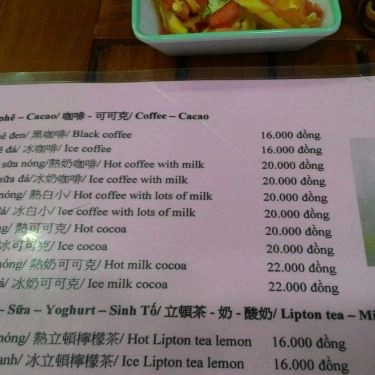 phê – Cacao/ 咖啡 - 可可克/ Coffee – Cacao
đen/ 黑咖啡/ Black coffee 16.000 đồng
đá/ 冰咖啡/ Ice coffee 16.000 đồng
sữa nóng/ 熱奶咖啡/ Hot coffee with milk 20.000 đồng
sữa đá/冰奶咖啡/ Ice coffee with milk 20.000 đồng
nóng/ 熱白小/ Hot coffee with lots of milk 20.000 đồng
đá/ 冰白小/ Ice coffee with lots of milk 20.000 đồng
nóng/ 熱可可克/ Hot cocoa 20.000 đồng
冰可可克/ Ice cocoa 20.000 đồng
nóng/ 熱奶可可克/ Hot milk cocoa 22.000 đồng
đá/ 冰奶可可克/ Ice milk cocoa 22.000 đồng
– Sữa – Yoghurt – Sinh Tố/ 立頓茶 - 奶 - 酸奶/ Lipton tea – Mi
nóng/ 熱立頓檸檬茶/ Hot Lipton tea lemon 16.000 đồng
anh/ 冰立頓檸檬茶/ Ice Lipton tea lemon 16.000 đồng